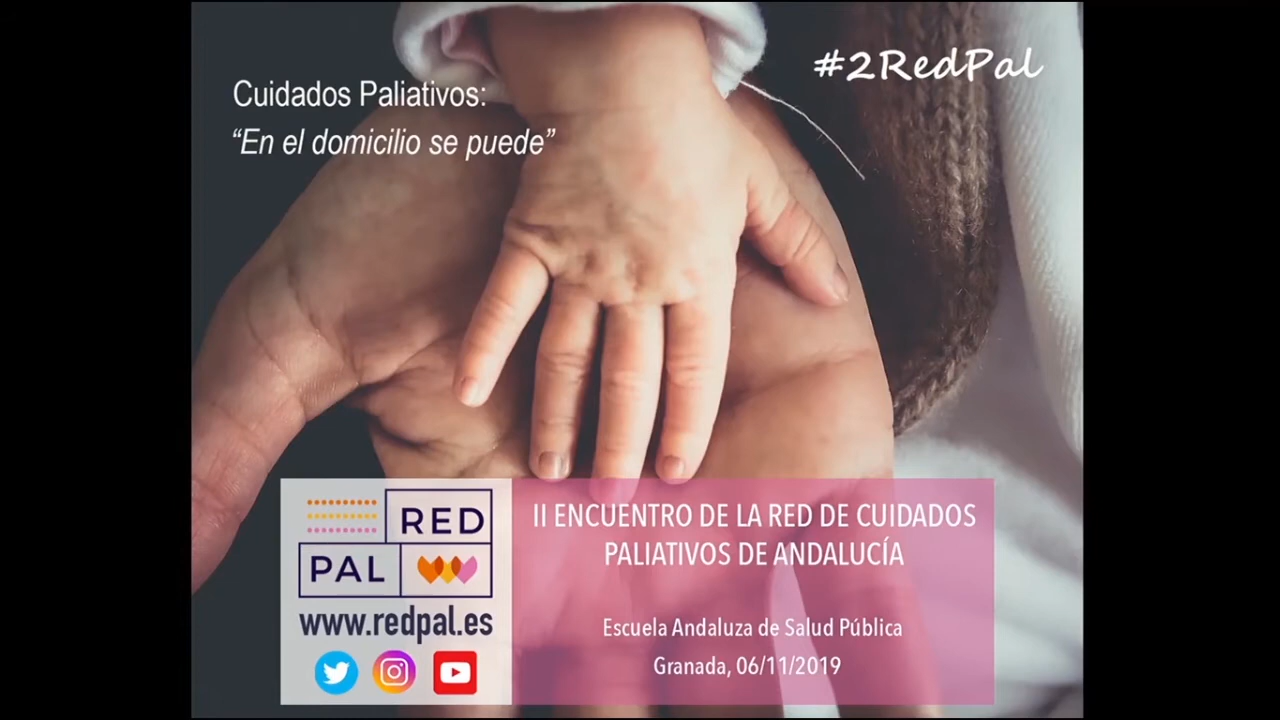 #2RedPal
Cuidados Paliativos:
“En el domicilio se puede”
RED
PAL
www.redpal.es
II ENCUENTRO DE LA RED DE CUIDADOS
PALIATIVOS DE ANDALUCÍA
Escuela Andaluza de Salud Pública
Granada, 06/11/2019